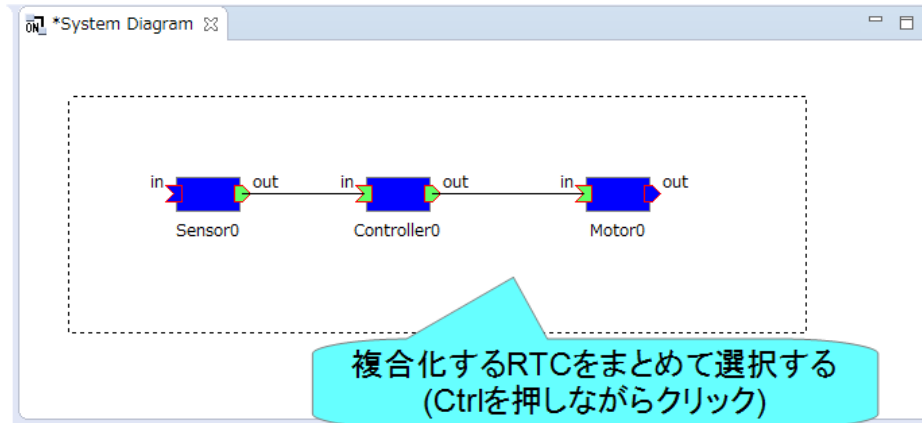 ON *System Diagram
in out in out in out
Sensor0 Controller0 Motor0
複合化するRTCをまとめて選択する
(Ctrlを押しながらクリック)